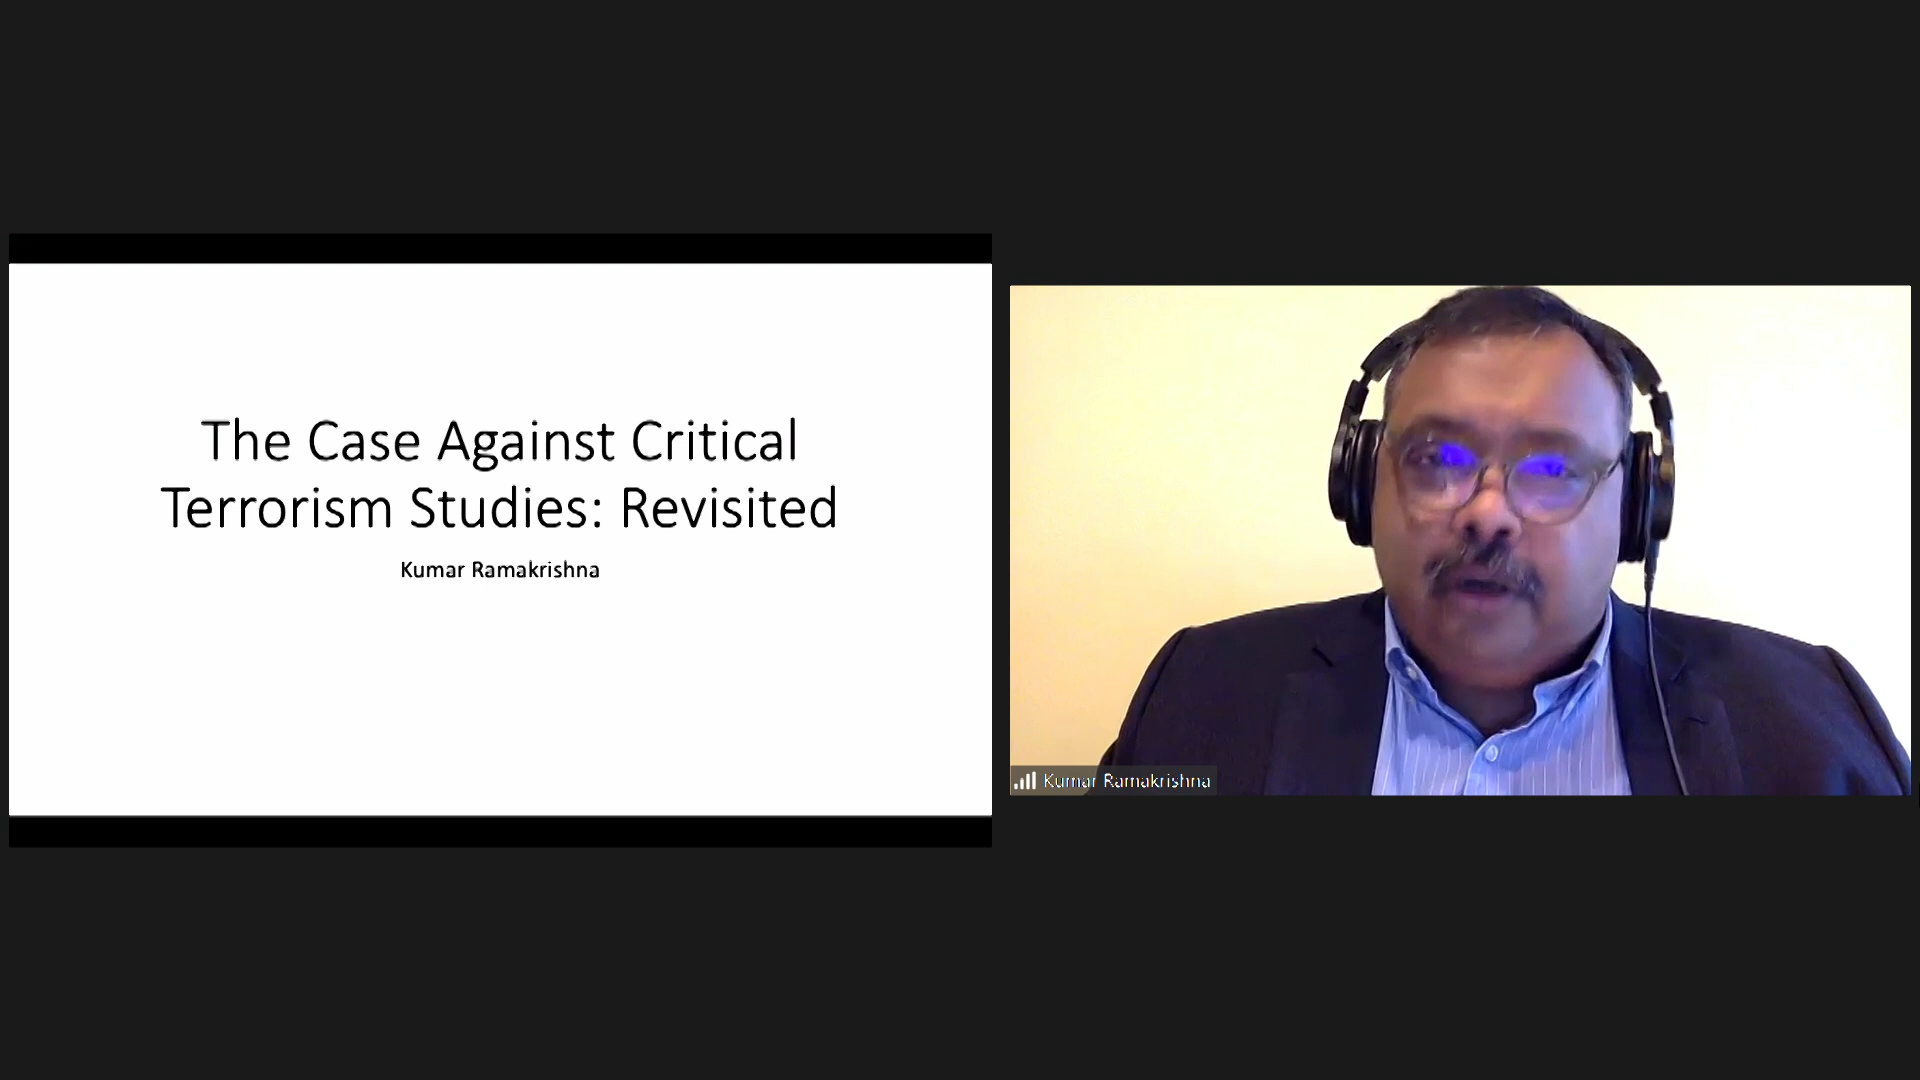 The Case Against Critical
Terrorism Studies: Revisited
Kumar Ramakrishna
Kumar Ramakrishna